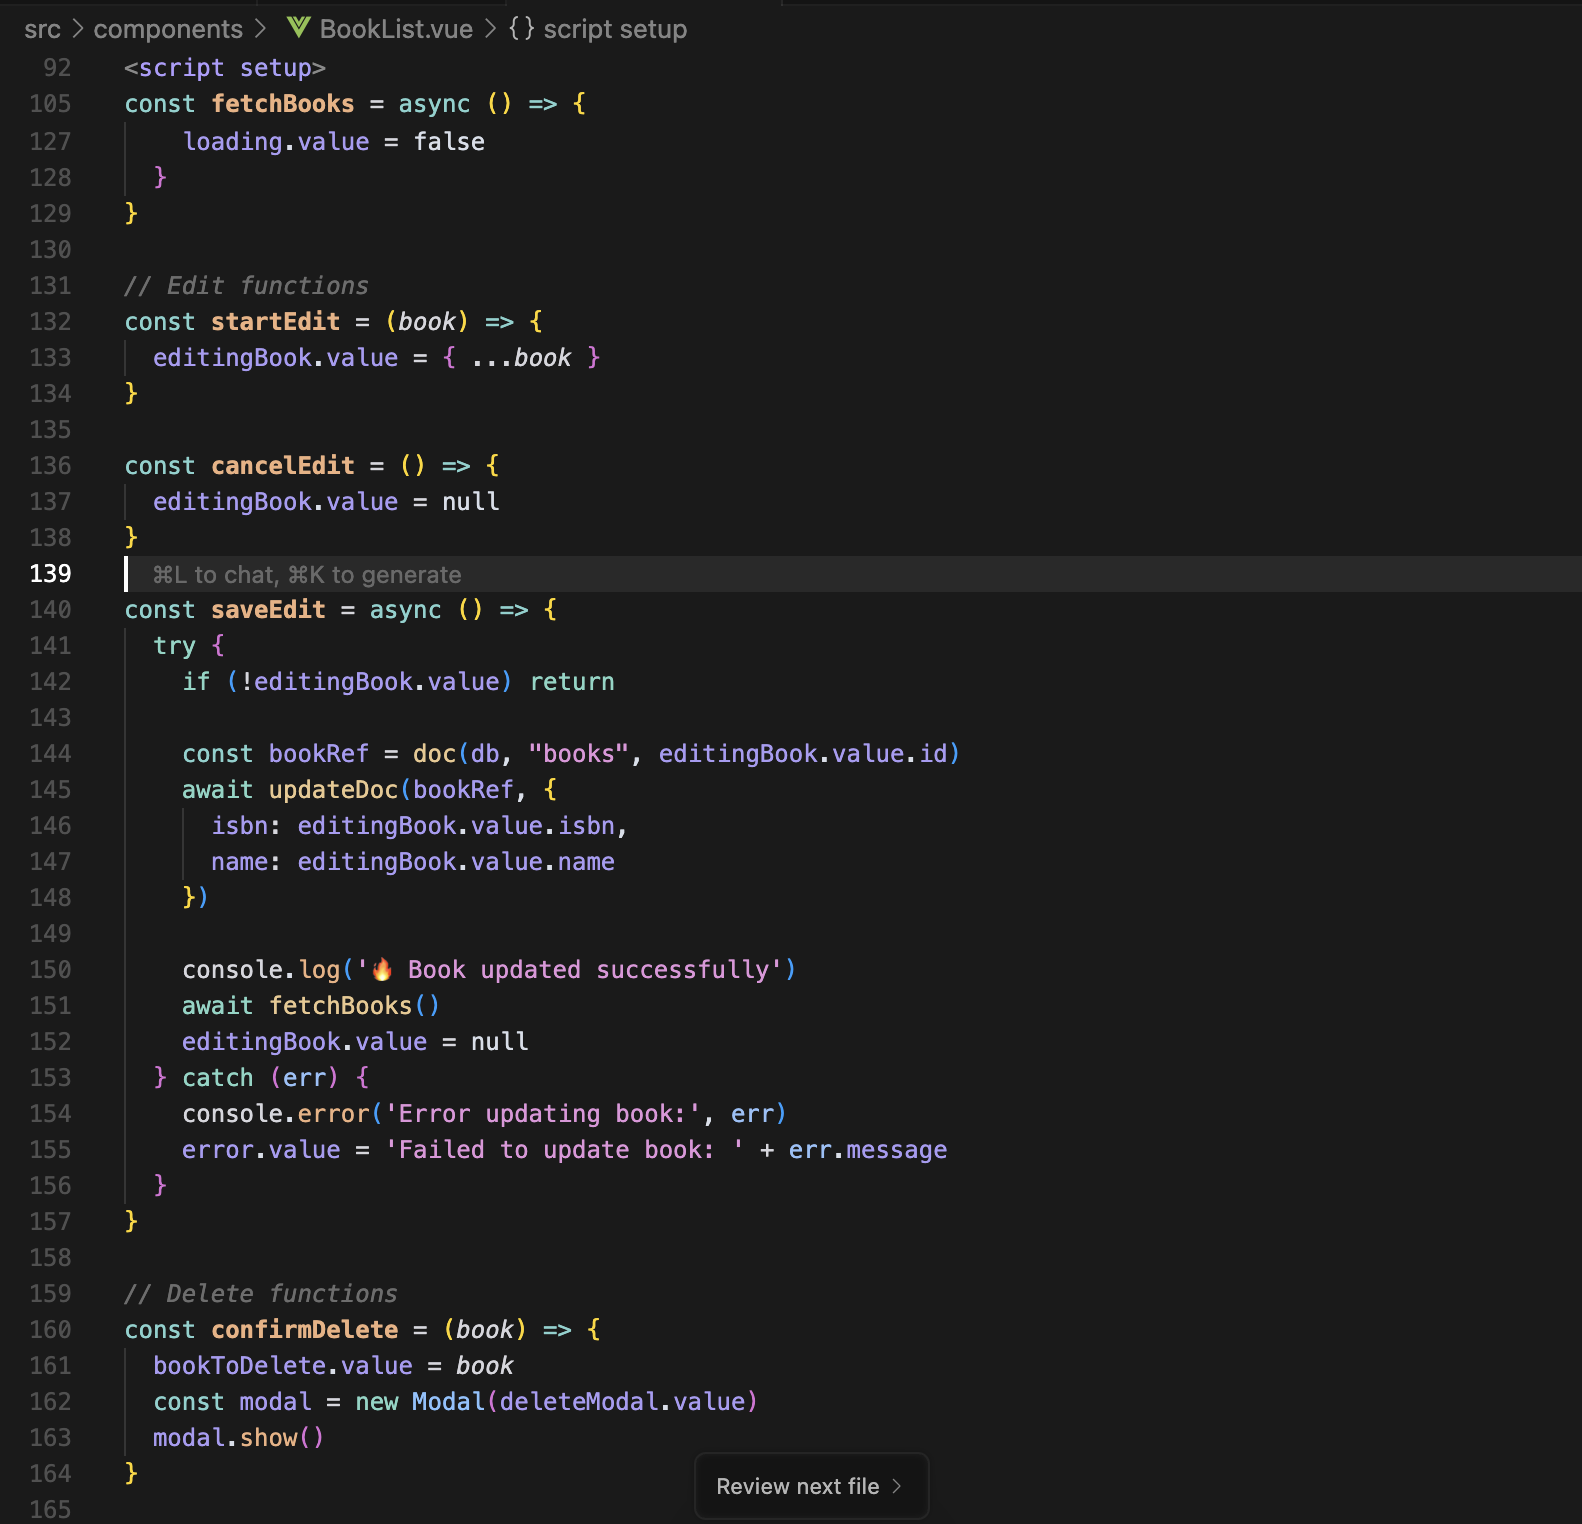 src > components > BookList.vue > {} script setup
92 <script setup>
105 const fetchBooks = async () => {
127 loading.value = false
128 }
129 }
130
131 // Edit functions
132 const startEdit = (book) => {
133 editingBook.value = { ...book }
134 }
135
136 const cancelEdit = () => {
137 editingBook.value = null
138 }
139 ⌘L to chat, ⌘K to generate
140 const saveEdit = async () => {
141 try {
142 if (!editingBook.value) return
143
144 const bookRef = doc(db, "books", editingBook.value.id)
145 await updateDoc(bookRef, {
146 isbn: editingBook.value.isbn,
147 name: editingBook.value.name
148 })
149
150 console.log('🔥 Book updated successfully')
151 await fetchBooks()
152 editingBook.value = null
153 } catch (err) {
154 console.error('Error updating book:', err)
155 error.value = 'Failed to update book: ' + err.message
156 }
157 }
158
159 // Delete functions
160 const confirmDelete = (book) => {
161 bookToDelete.value = book
162 const modal = new Modal(deleteModal.value)
163 modal.show()
164 }
Review next file >
165